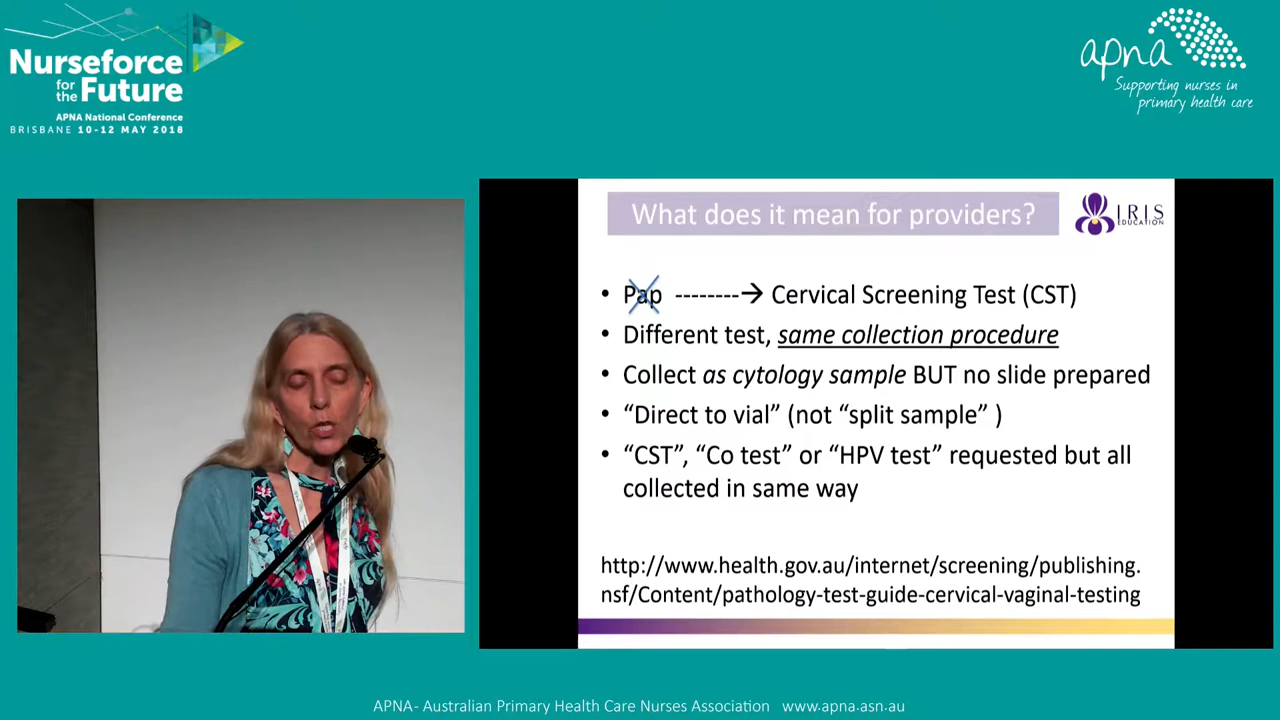 Nurseforce
for the Future
APNA National Conference
BRISBANE 10-12 MAY 2018
apna
Supporting nurses in
primary health care
What does it mean for providers?
IRIS
EDUCATION
• Pap --------→ Cervical Screening Test (CST)
• Different test, same collection procedure
• Collect as cytology sample BUT no slide prepared
• “Direct to vial” (not “split sample” )
• “CST”, “Co test” or “HPV test” requested but all
collected in same way
http://www.health.gov.au/internet/screening/publishing.
nsf/Content/pathology-test-guide-cervical-vaginal-testing
APNA- Australian Primary Health Care Nurses Association www.apna.asn.au